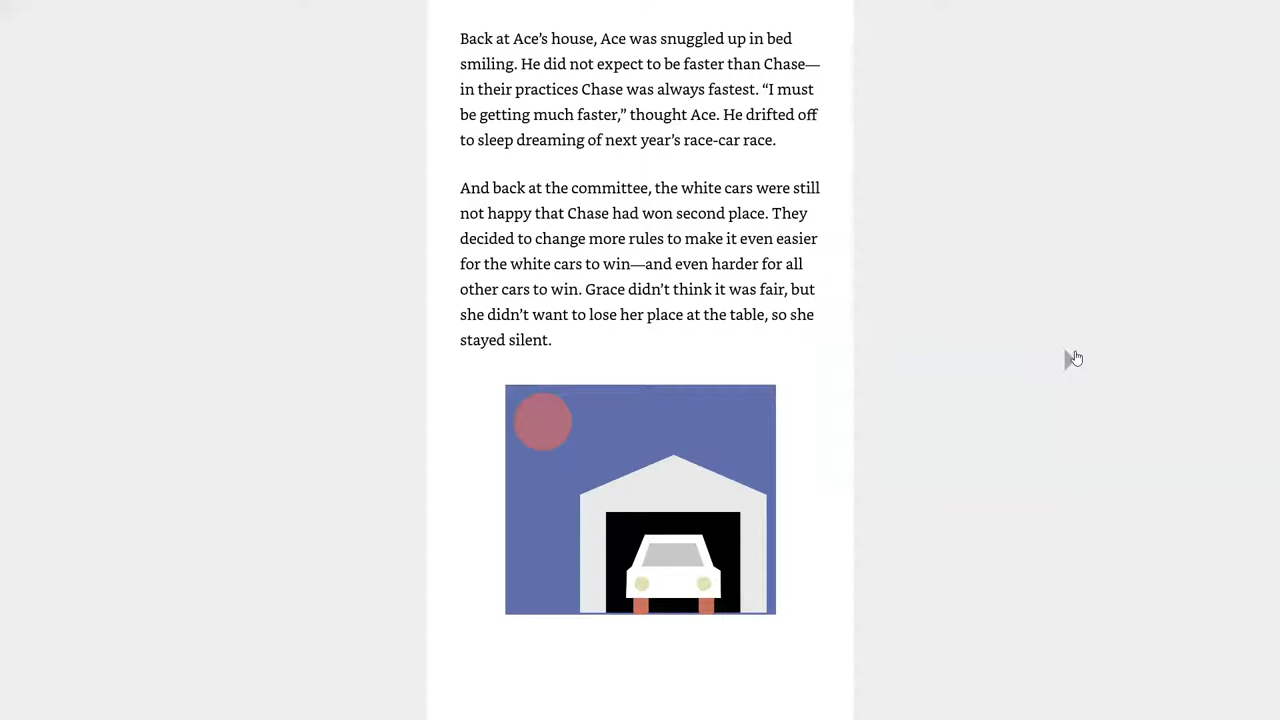 Back at Ace’s house, Ace was snuggled up in bed
smiling. He did not expect to be faster than Chase—
in their practices Chase was always fastest. “I must
be getting much faster,” thought Ace. He drifted off
to sleep dreaming of next year’s race-car race.
And back at the committee, the white cars were still
not happy that Chase had won second place. They
decided to change more rules to make it even easier
for the white cars to win—and even harder for all
other cars to win. Grace didn’t think it was fair, but
she didn’t want to lose her place at the table, so she
stayed silent.